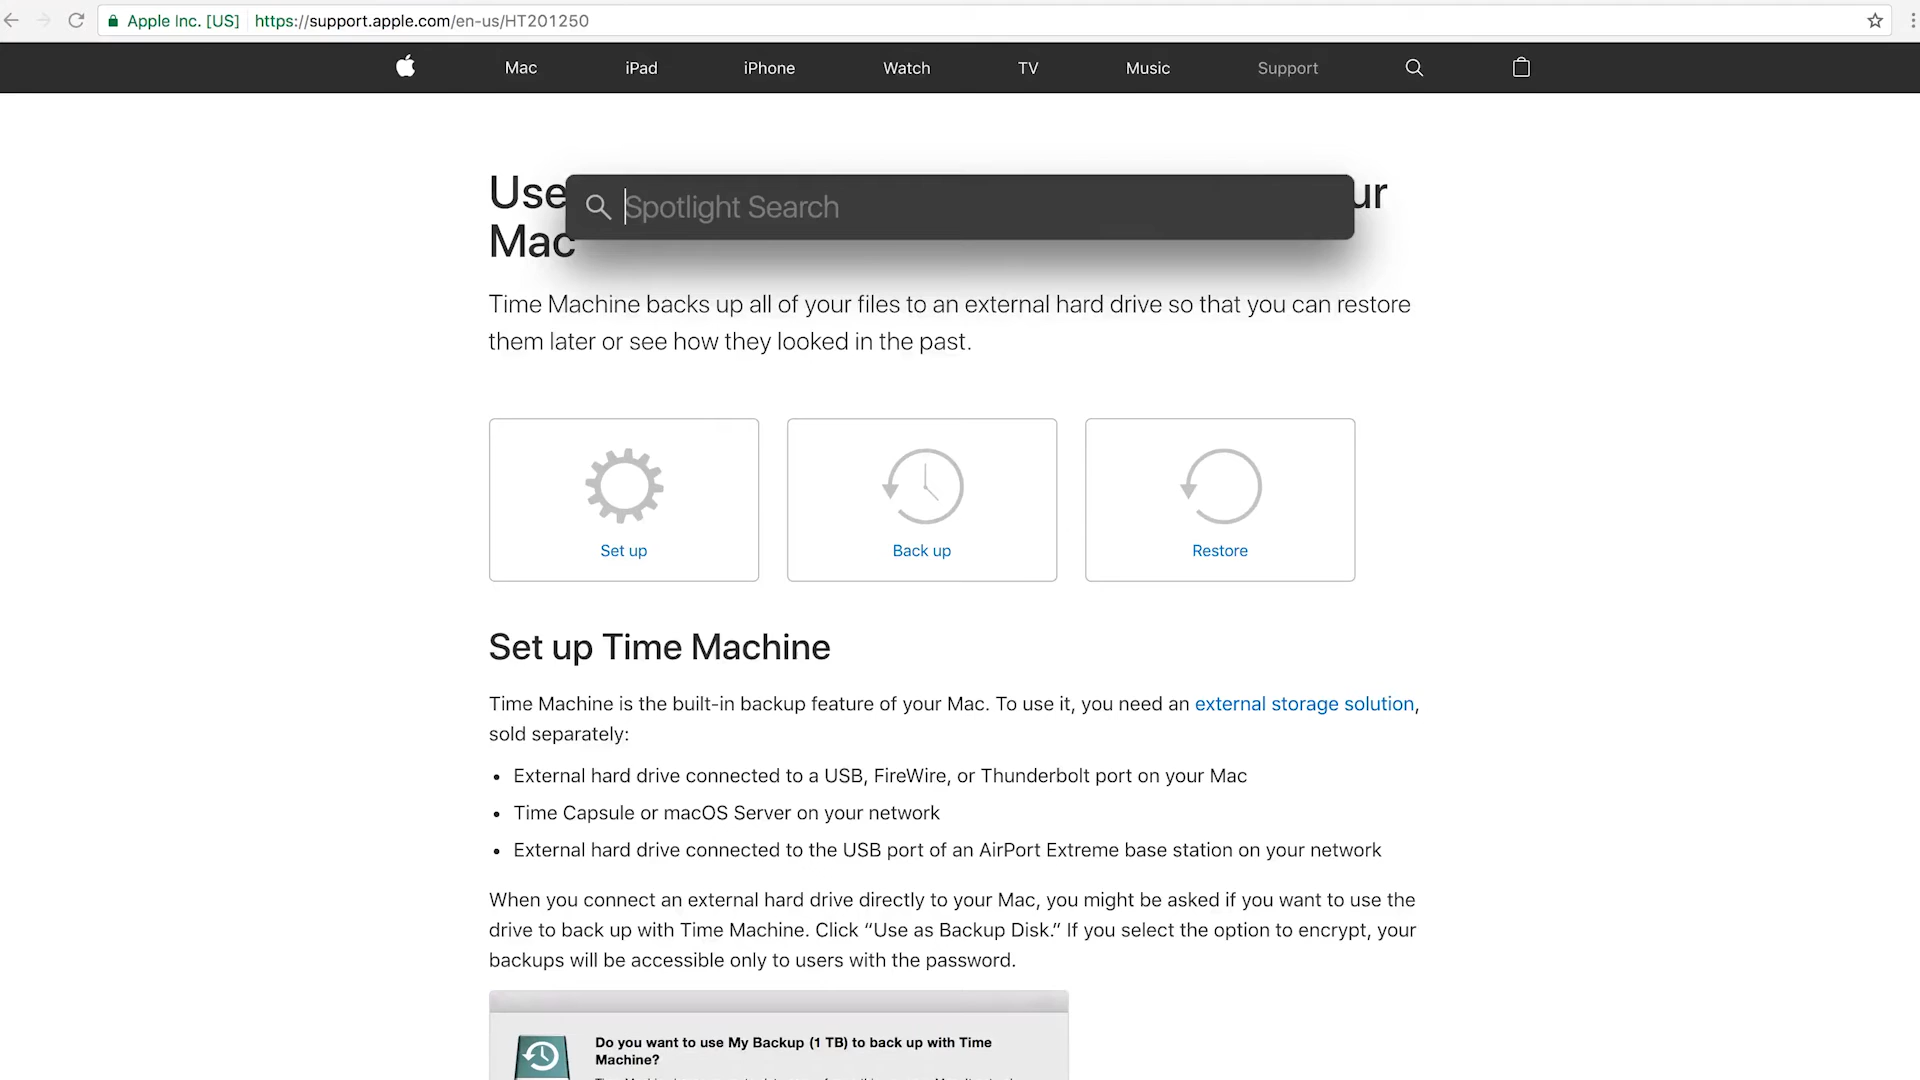 Apple Inc. [US] https://support.apple.com/en-us/HT201250
Mac iPad iPhone Watch TV Music Support
Use
Spotlight Search
Mac
Time Machine backs up all of your files to an external hard drive so that you can restore
them later or see how they looked in the past.
Set up Back up Restore
Set up Time Machine
Time Machine is the built-in backup feature of your Mac. To use it, you need an external storage solution,
sold separately:
• External hard drive connected to a USB, FireWire, or Thunderbolt port on your Mac
• Time Capsule or macOS Server on your network
• External hard drive connected to the USB port of an AirPort Extreme base station on your network
When you connect an external hard drive directly to your Mac, you might be asked if you want to use the
drive to back up with Time Machine. Click “Use as Backup Disk.” If you select the option to encrypt, your
backups will be accessible only to users with the password.
Do you want to use My Backup (1 TB) to back up with Time
Machine?